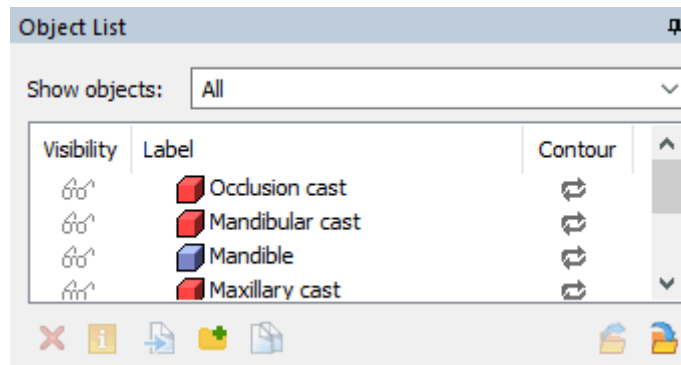 Object List
Show objects: All
Visibility Label Contour
Occlusion cast
Mandibular cast
Mandible
Maxillary cast